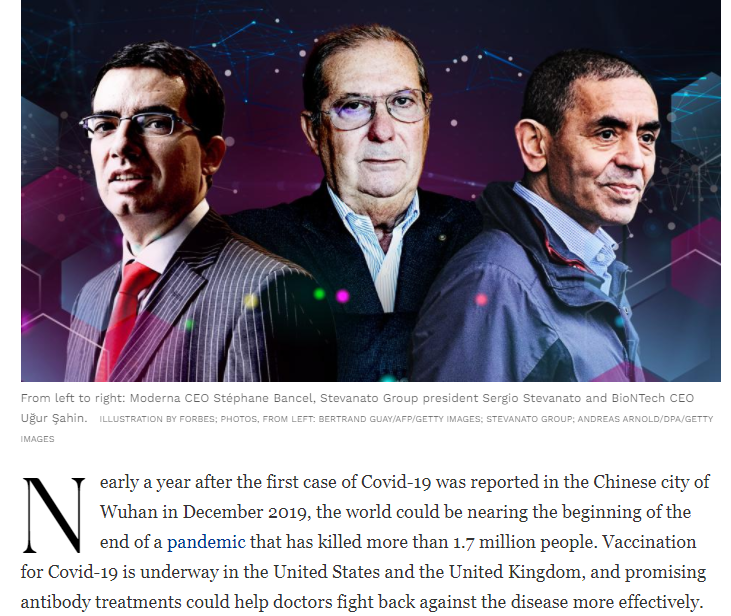 From left to right: Moderna CEO Stéphane Bancel, Stevanato Group president Sergio Stevanato and BioNTech CEO
Uğur Şahin. ILLUSTRATION BY FORBES; PHOTOS, FROM LEFT: BERTRAND GUAY/AFP/GETTY IMAGES; STEVANATO GROUP; ANDREAS ARNOLD/DPA/GETTY
IMAGES
Nearly a year after the first case of Covid-19 was reported in the Chinese city of
Wuhan in December 2019, the world could be nearing the beginning of the
end of a pandemic that has killed more than 1.7 million people. Vaccination
for Covid-19 is underway in the United States and the United Kingdom, and promising
antibody treatments could help doctors fight back against the disease more effectively.